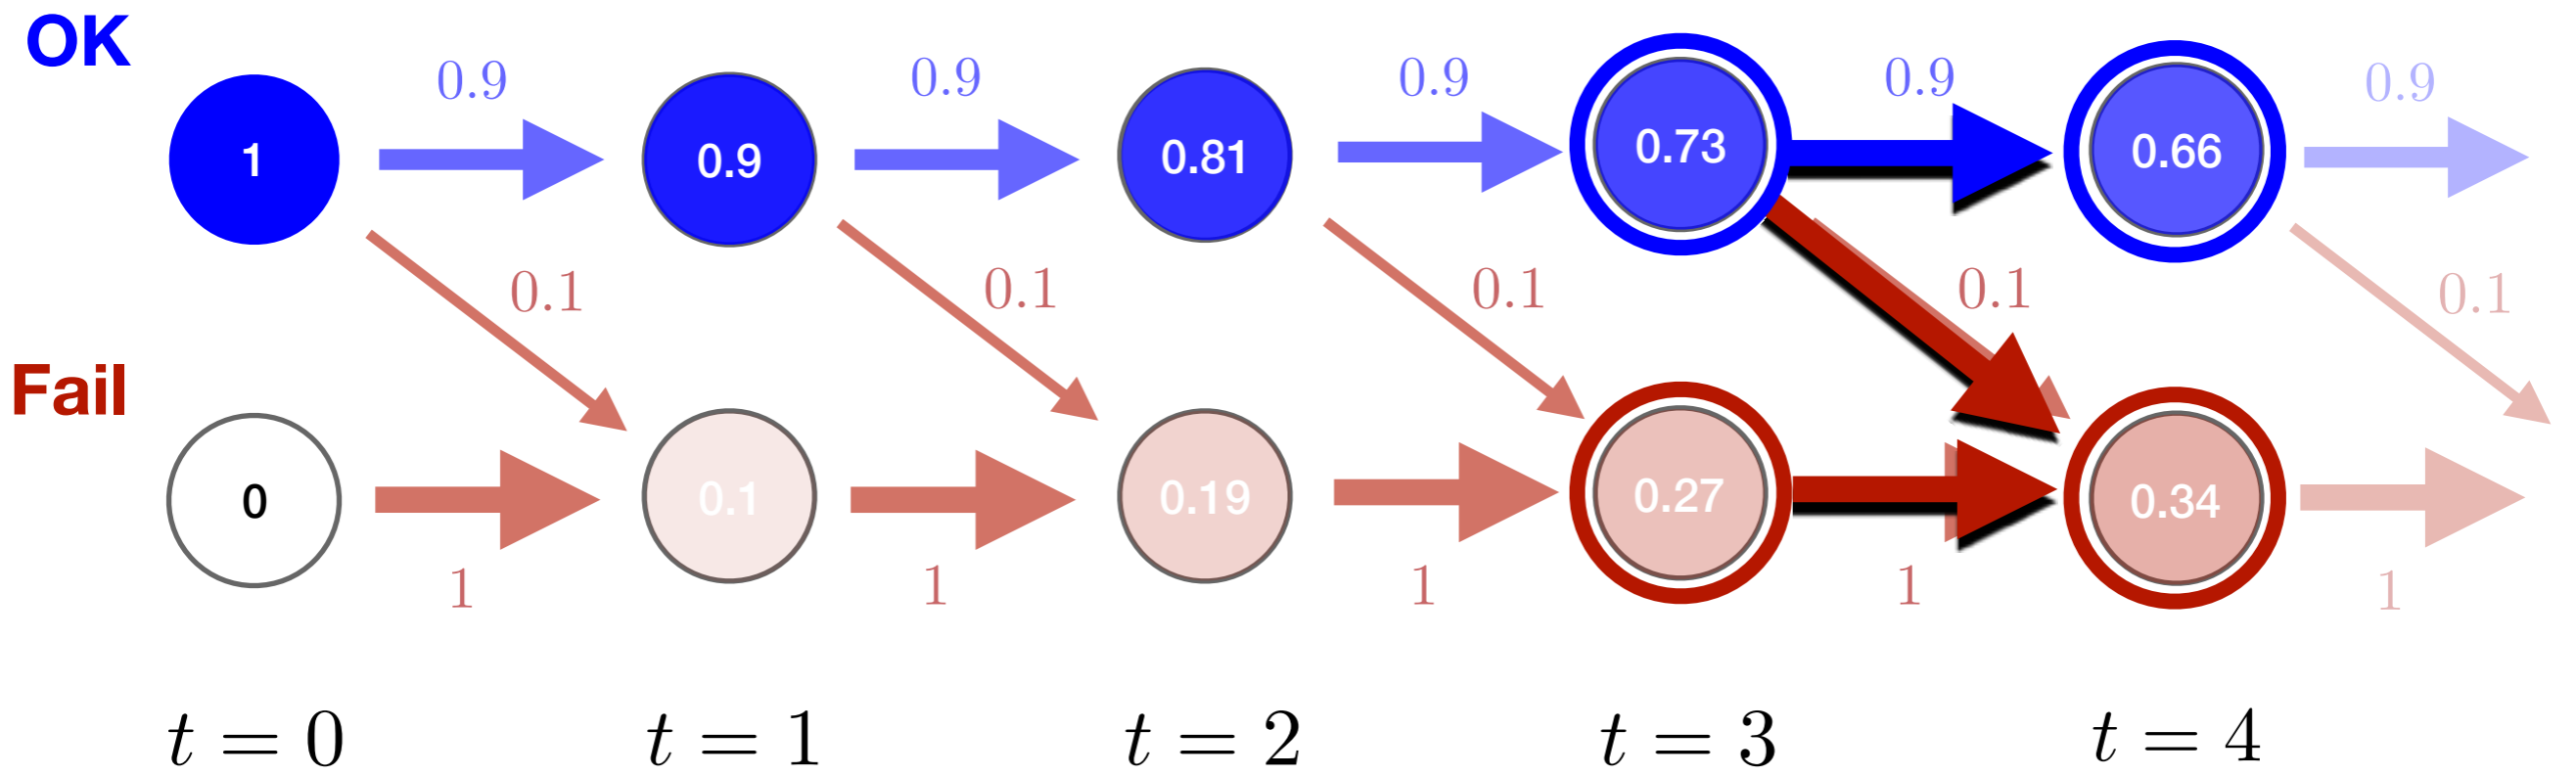 OK
0.9 0.9 0.9 0.9 0.9
1 0.9 0.81 0.73 0.66
0.1 0.1 0.1 0.1 0.1
Fail
0 0.1 0.19 0.27 0.34
1 1 1 1 1
t = 0 t = 1 t = 2 t = 3 t = 4